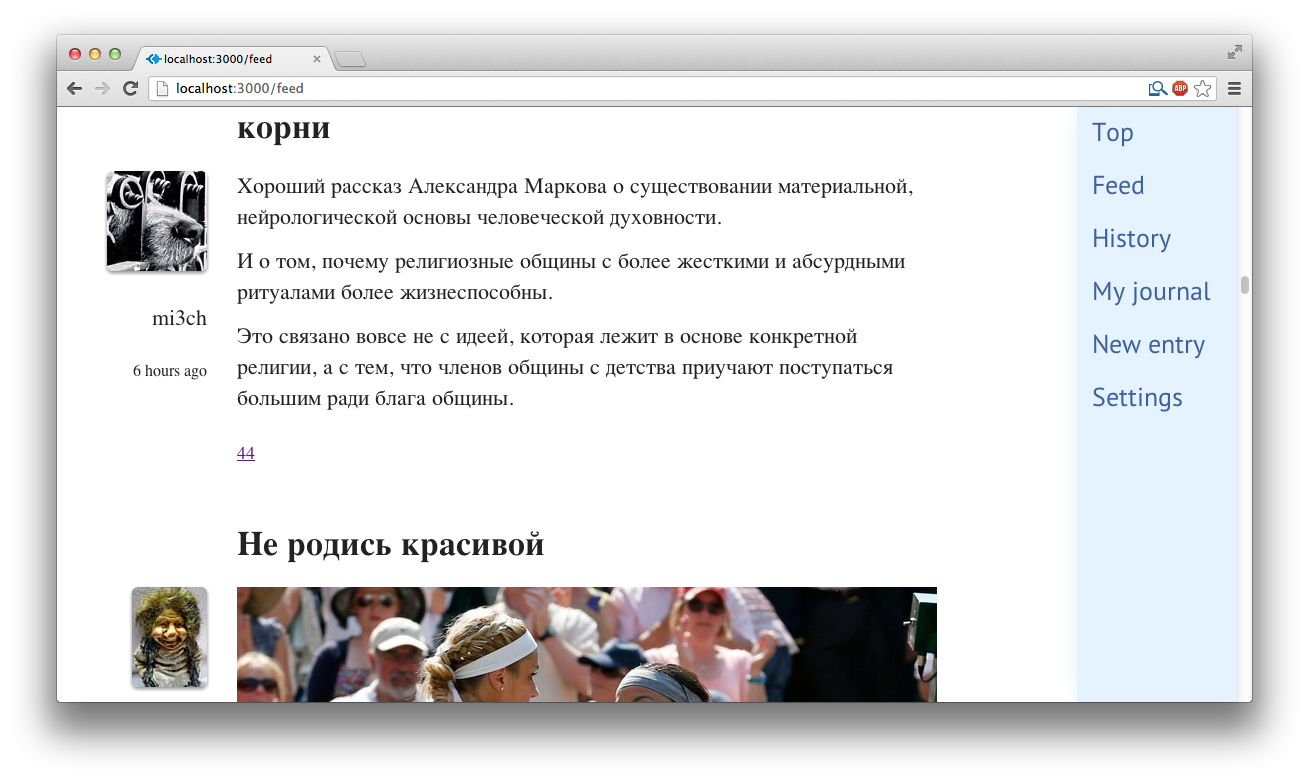 localhost:3000/feed
localhost:3000/feed
ABP
корни
Хороший рассказ Александра Маркова о существовании материальной,
нейрологической основы человеческой духовности.
И о том, почему религиозные общины с более жесткими и абсурдными
ритуалами более жизнеспособны.
mi3ch
6 hours ago
Это связано вовсе не с идеей, которая лежит в основе конкретной
религии, а с тем, что членов общины с детства приучают поступаться
большим ради блага общины.
44
Не родись красивой
Top
Feed
History
My journal
New entry
Settings